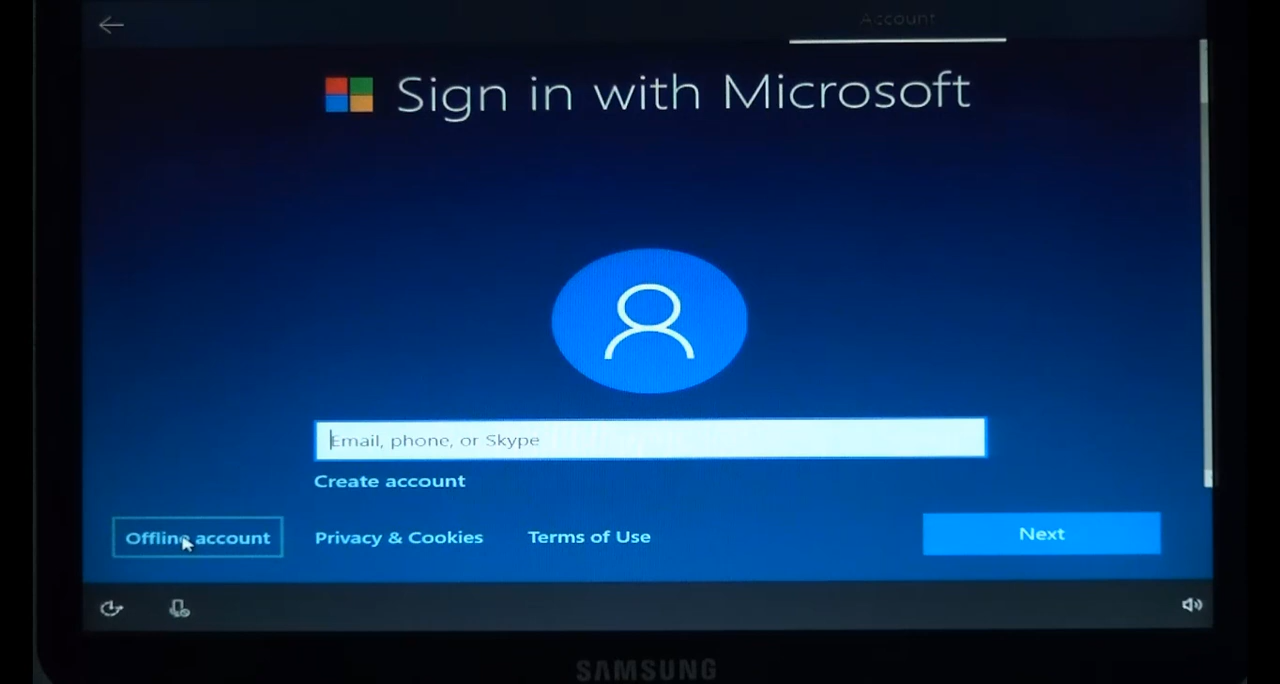 Account
Sign in with Microsoft
Email, phone, or Skype
Create account
Offline account
Privacy & Cookies
Terms of Use
Next
SAMSUNG